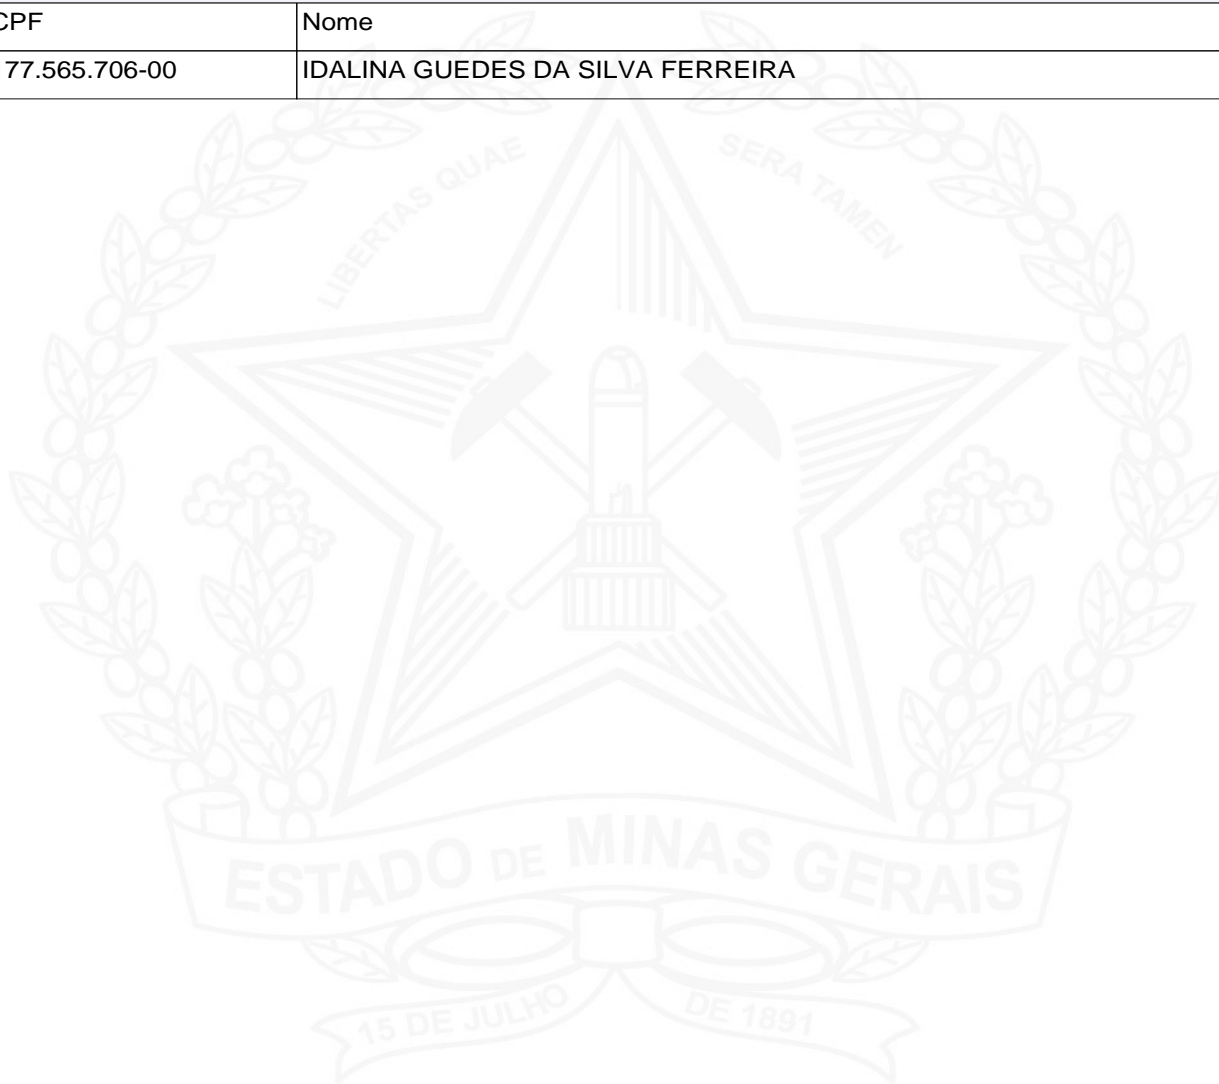 CPF Nome
77.565.706-00 IDALINA GUEDES DA SILVA FERREIRA
LIBERTAS QUAE SERA TAMEN
ESTADO DE MINAS GERAIS
15 DE JULHO DE 1891